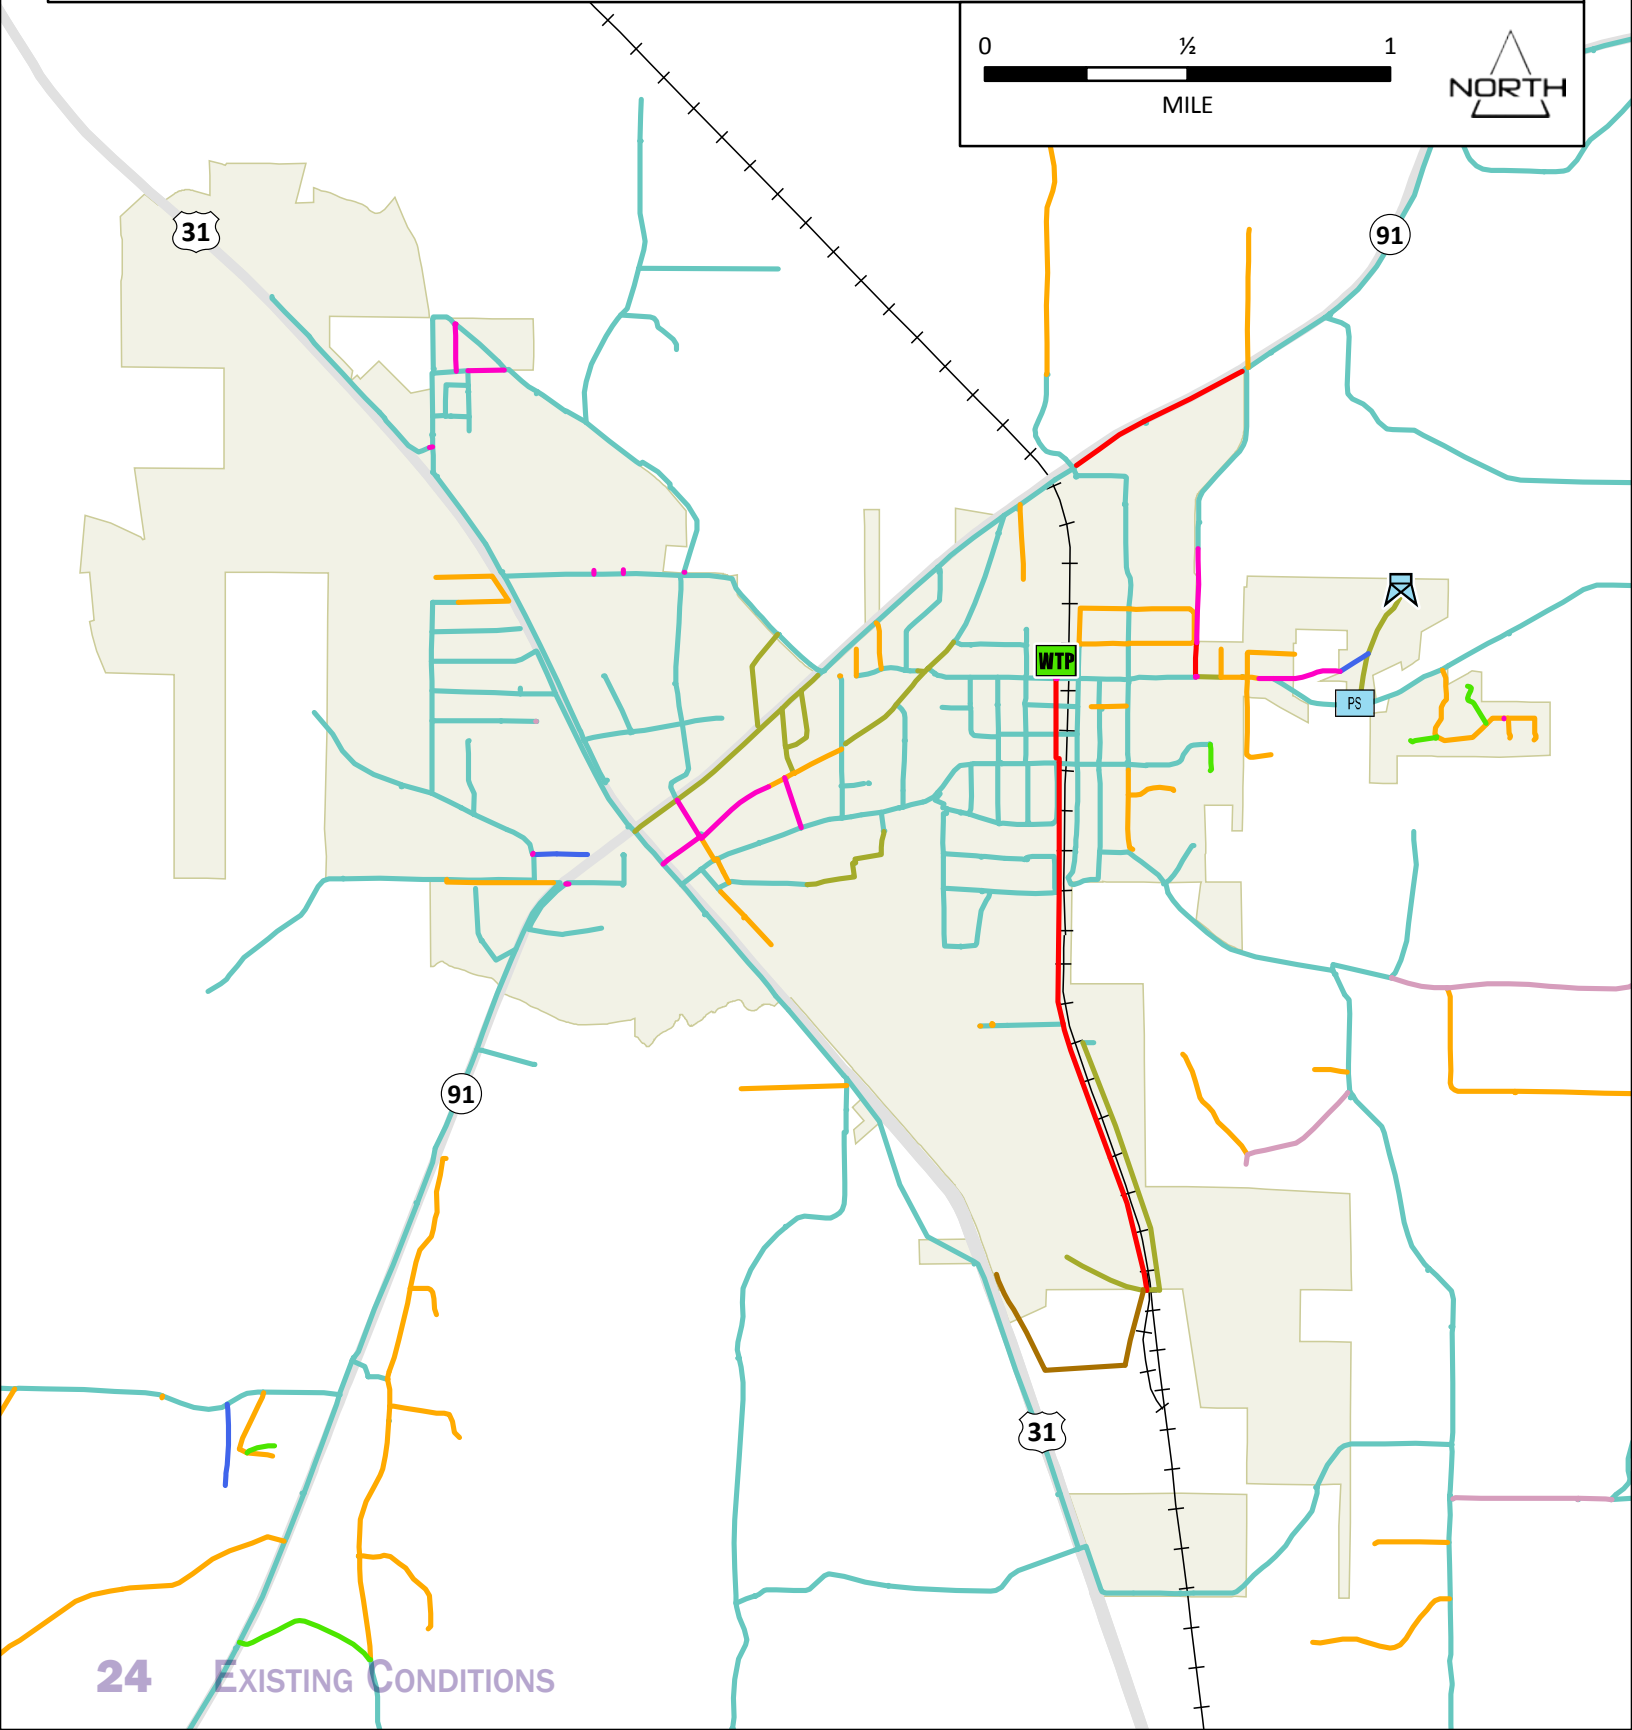 0 ½ 1
MILE
NORTH
31
91
WTP
PS
91
31
24 EXISTING CONDITIONS